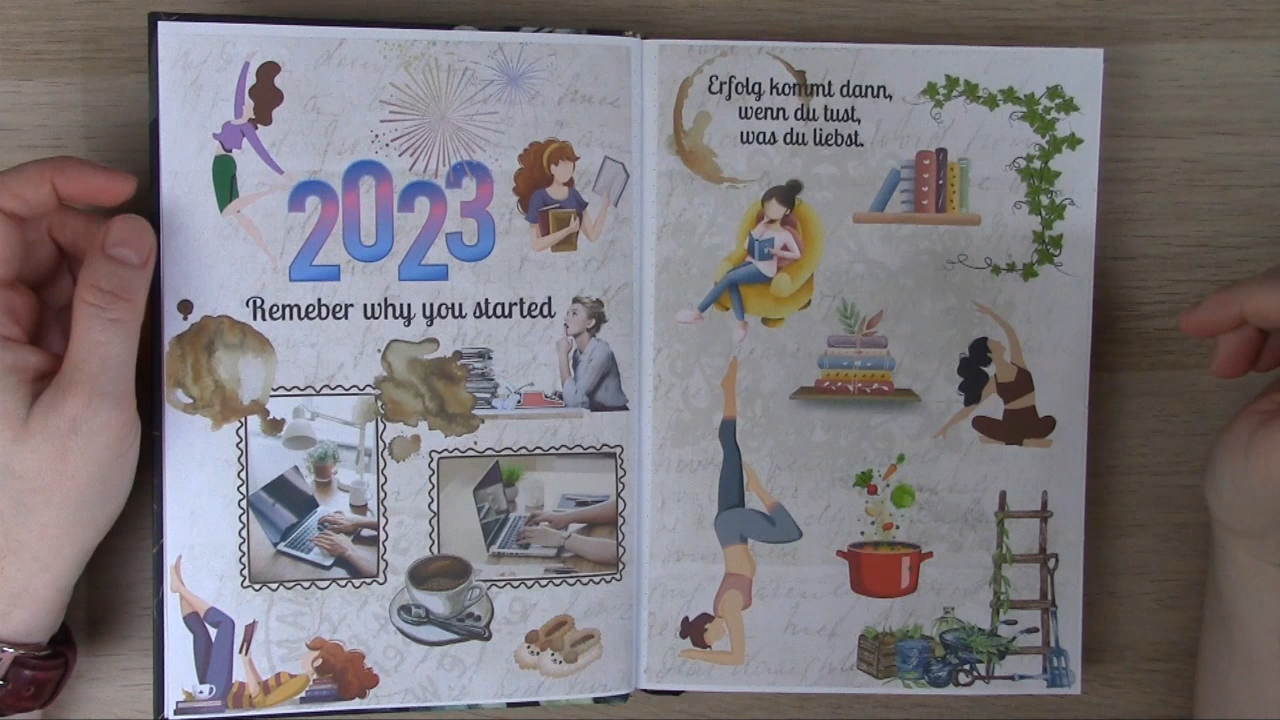 2023
Remeber why you started
Erfolg kommt dann,
wenn du tust,
was du liebst.